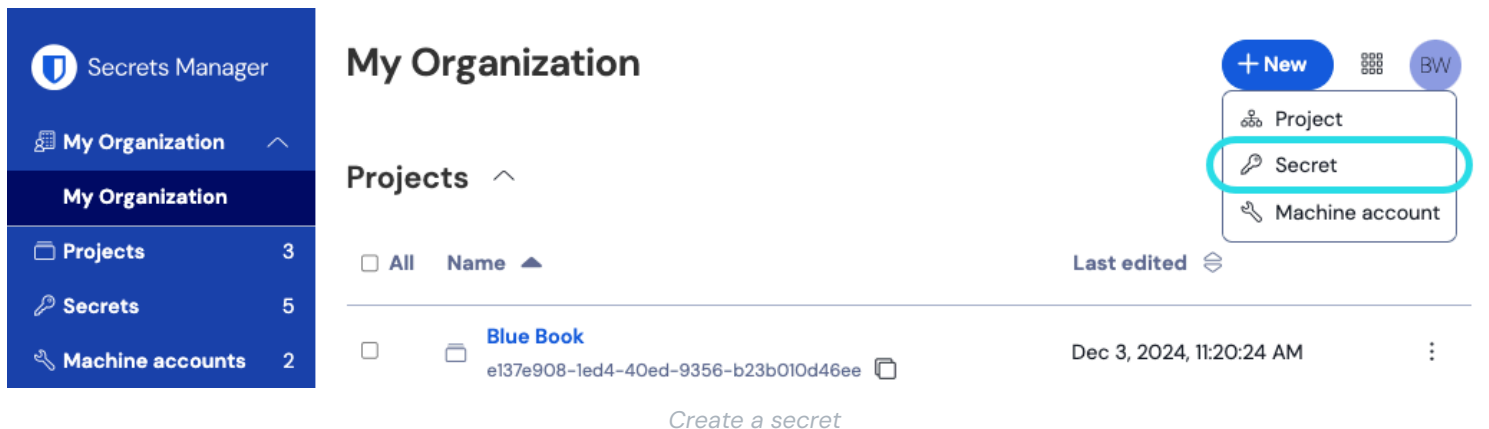 Secrets Manager
My Organization
My Organization
Projects 3
Secrets 5
Machine accounts 2
My Organization
+ New
BW
Project
Secret
Machine account
Projects
All Name Last edited
Blue Book
e137e908-1ed4-40ed-9356-b23b010d46ee
Dec 3, 2024, 11:20:24 AM
Create a secret